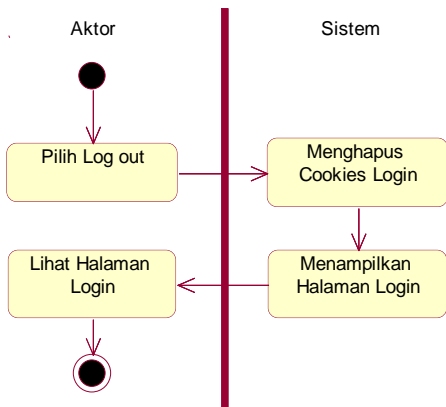 Aktor
Sistem
Pilih Log out
Menghapus
Cookies Login
Lihat Halaman
Login
Menampilkan
Halaman Login